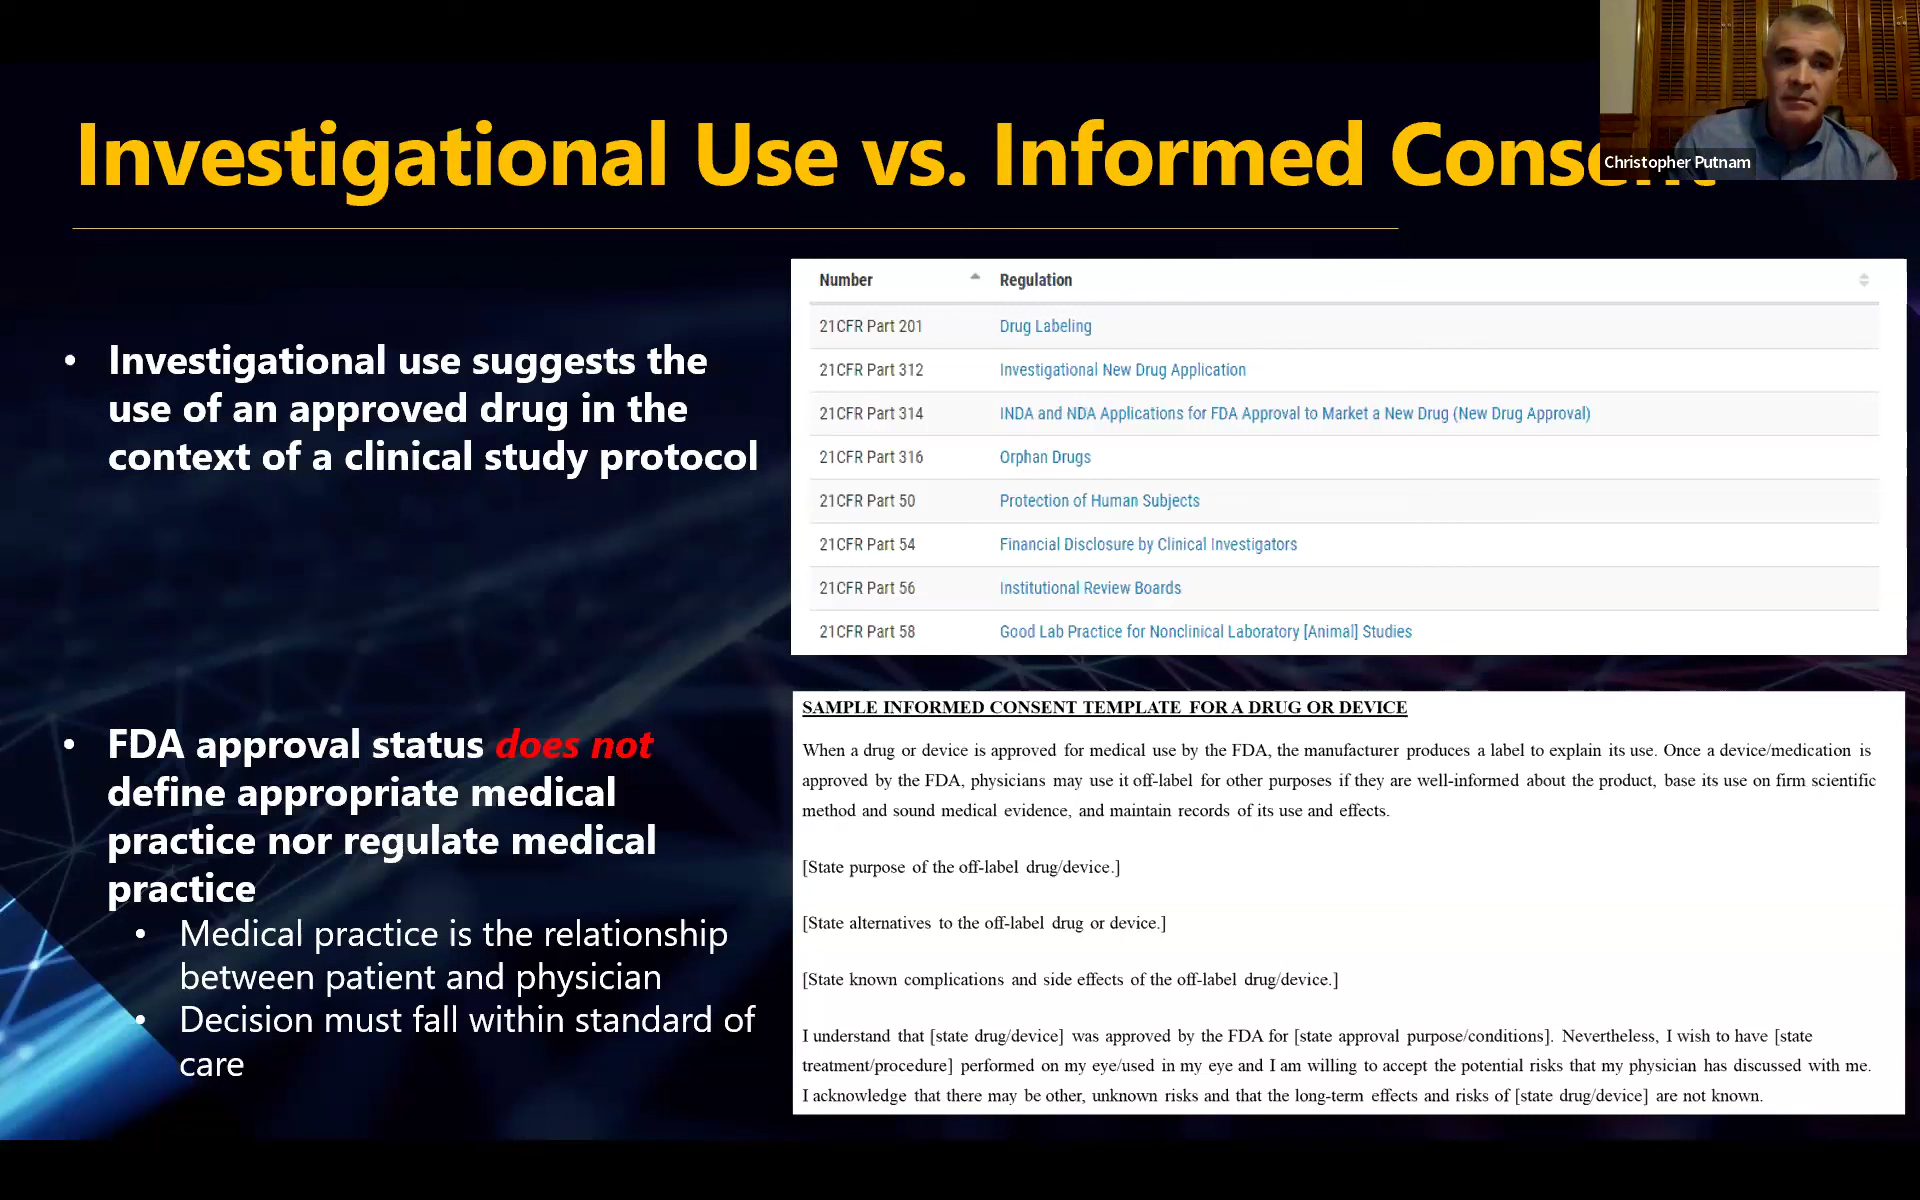 Investigational Use vs. Informed Consent
Christopher Putnam
• Investigational use suggests the
use of an approved drug in the
context of a clinical study protocol
• FDA approval status does not
define appropriate medical
practice nor regulate medical
practice
• Medical practice is the relationship
between patient and physician
• Decision must fall within standard of
care
Number Regulation
21CFR Part 201 Drug Labeling
21CFR Part 312 Investigational New Drug Application
21CFR Part 314 INDA and NDA Applications for FDA Approval to Market a New Drug (New Drug Approval)
21CFR Part 316 Orphan Drugs
21CFR Part 50 Protection of Human Subjects
21CFR Part 54 Financial Disclosure by Clinical Investigators
21CFR Part 56 Institutional Review Boards
21CFR Part 58 Good Lab Practice for Nonclinical Laboratory [Animal] Studies
SAMPLE INFORMED CONSENT TEMPLATE FOR A DRUG OR DEVICE
When a drug or device is approved for medical use by the FDA, the manufacturer produces a label to explain its use. Once a device/medication is
approved by the FDA, physicians may use it off-label for other purposes if they are well-informed about the product, base its use on firm scientific
method and sound medical evidence, and maintain records of its use and effects.
[State purpose of the off-label drug/device.]
[State alternatives to the off-label drug or device.]
[State known complications and side effects of the off-label drug/device.]
I understand that [state drug/device] was approved by the FDA for [state approval purpose/conditions]. Nevertheless, I wish to have [state
treatment/procedure] performed on my eye/used in my eye and I am willing to accept the potential risks that my physician has discussed with me.
I acknowledge that there may be other, unknown risks and that the long-term effects and risks of [state drug/device] are not known.